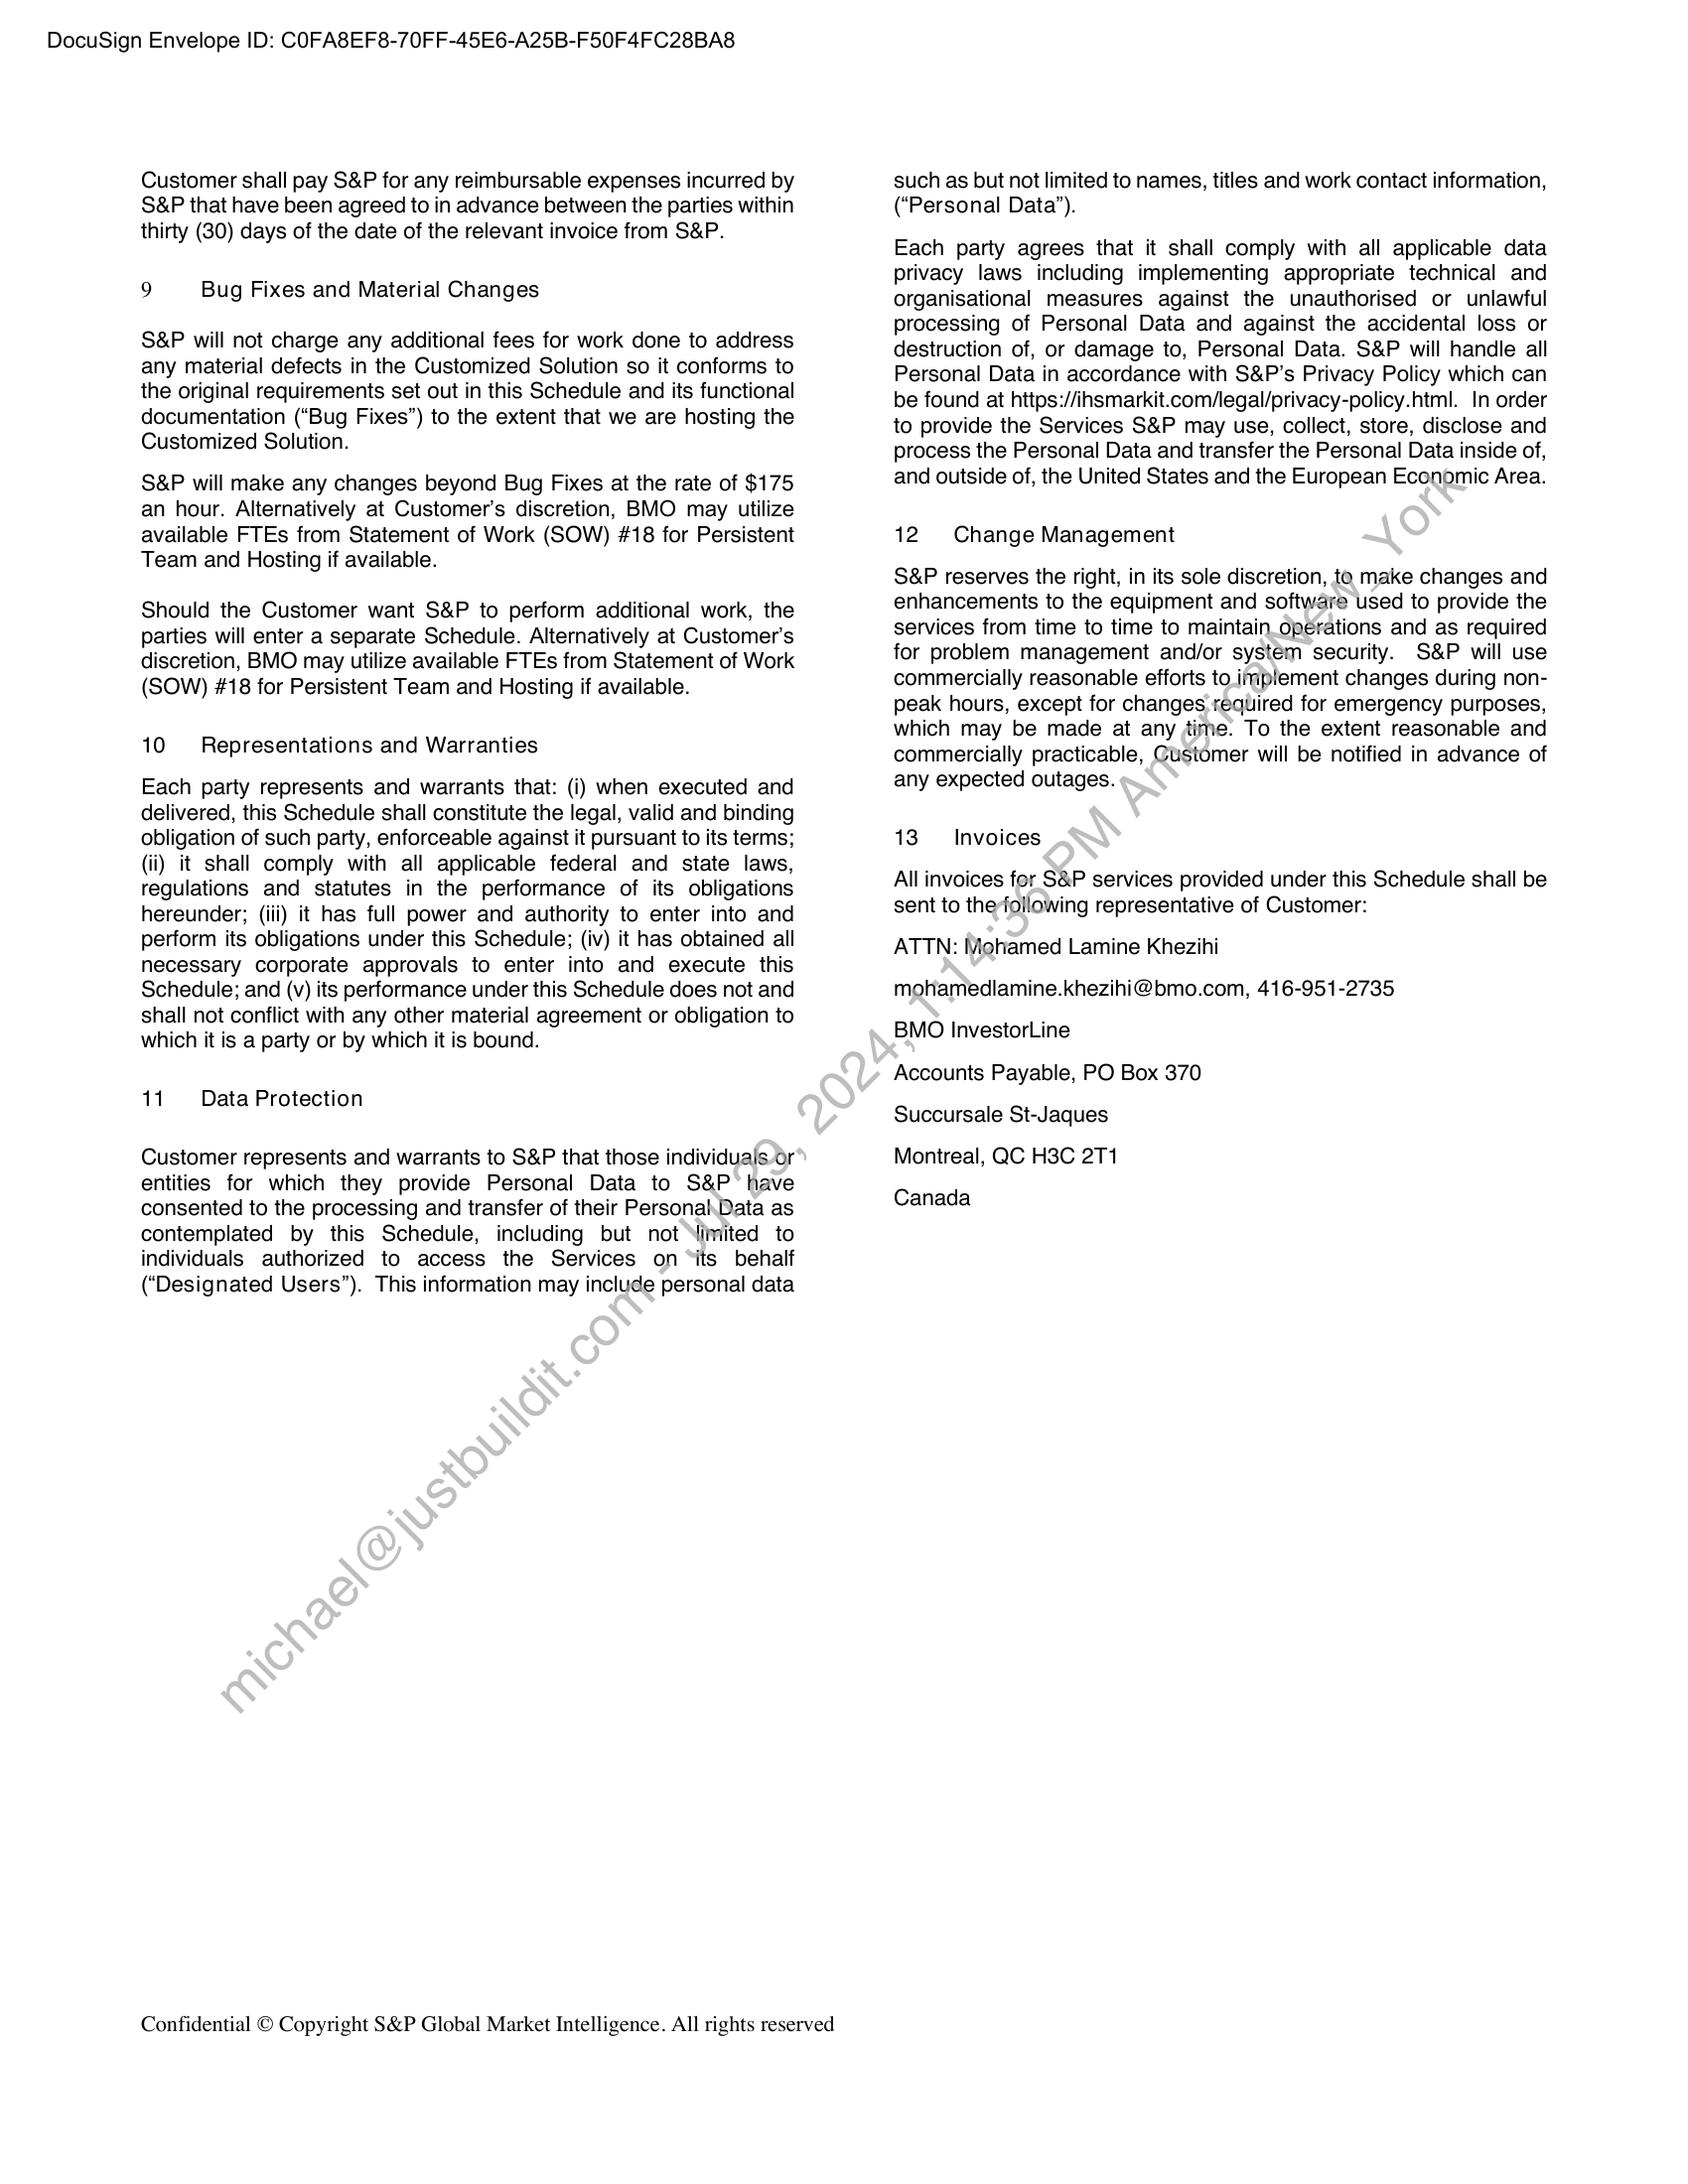 DocuSign Envelope ID: C0FA8EF8-70FF-45E6-A25B-F50F4FC28BA8
Customer shall pay S&P for any reimbursable expenses incurred by
S&P that have been agreed to in advance between the parties within
thirty (30) days of the date of the relevant invoice from S&P.
9 Bug Fixes and Material Changes
S&P will not charge any additional fees for work done to address
any material defects in the Customized Solution so it conforms to
the original requirements set out in this Schedule and its functional
documentation (“Bug Fixes”) to the extent that we are hosting the
Customized Solution.
S&P will make any changes beyond Bug Fixes at the rate of $175
an hour. Alternatively at Customer’s discretion, BMO may utilize
available FTEs from Statement of Work (SOW) #18 for Persistent
Team and Hosting if available.
Should the Customer want S&P to perform additional work, the
parties will enter a separate Schedule. Alternatively at Customer’s
discretion, BMO may utilize available FTEs from Statement of Work
(SOW) #18 for Persistent Team and Hosting if available.
10 Representations and Warranties
Each party represents and warrants that: (i) when executed and
delivered, this Schedule shall constitute the legal, valid and binding
obligation of such party, enforceable against it pursuant to its terms;
(ii) it shall comply with all applicable federal and state laws,
regulations and statutes in the performance of its obligations
hereunder; (iii) it has full power and authority to enter into and
perform its obligations under this Schedule; (iv) it has obtained all
necessary corporate approvals to enter into and execute this
Schedule; and (v) its performance under this Schedule does not and
shall not conflict with any other material agreement or obligation to
which it is a party or by which it is bound.
11 Data Protection
Customer represents and warrants to S&P that those individuals or
entities for which they provide Personal Data to S&P have
consented to the processing and transfer of their Personal Data as
contemplated by this Schedule, including but not limited to
individuals authorized to access the Services on its behalf
(“Designated Users”). This information may include personal data
such as but not limited to names, titles and work contact information,
(“Personal Data”).
Each party agrees that it shall comply with all applicable data
privacy laws including implementing appropriate technical and
organisational measures against the unauthorised or unlawful
processing of Personal Data and against the accidental loss or
destruction of, or damage to, Personal Data. S&P will handle all
Personal Data in accordance with S&P’s Privacy Policy which can
be found at https://ihsmarkit.com/legal/privacy-policy.html. In order
to provide the Services S&P may use, collect, store, disclose and
process the Personal Data and transfer the Personal Data inside of,
and outside of, the United States and the European Economic Area.
12 Change Management
S&P reserves the right, in its sole discretion, to make changes and
enhancements to the equipment and software used to provide the
services from time to time to maintain operations and as required
for problem management and/or system security. S&P will use
commercially reasonable efforts to implement changes during non-
peak hours, except for changes required for emergency purposes,
which may be made at any time. To the extent reasonable and
commercially practicable, Customer will be notified in advance of
any expected outages.
13 Invoices
All invoices for S&P services provided under this Schedule shall be
sent to the following representative of Customer:
ATTN: Mohamed Lamine Khezihi
mohamedlamine.khezihi@bmo.com, 416-951-2735
BMO InvestorLine
Accounts Payable, PO Box 370
Succursale St-Jaques
Montreal, QC H3C 2T1
Canada
michael@justbuildit.com - Jul 29, 2024, 1:14:36 PM America/New_York
Confidential © Copyright S&P Global Market Intelligence. All rights reserved